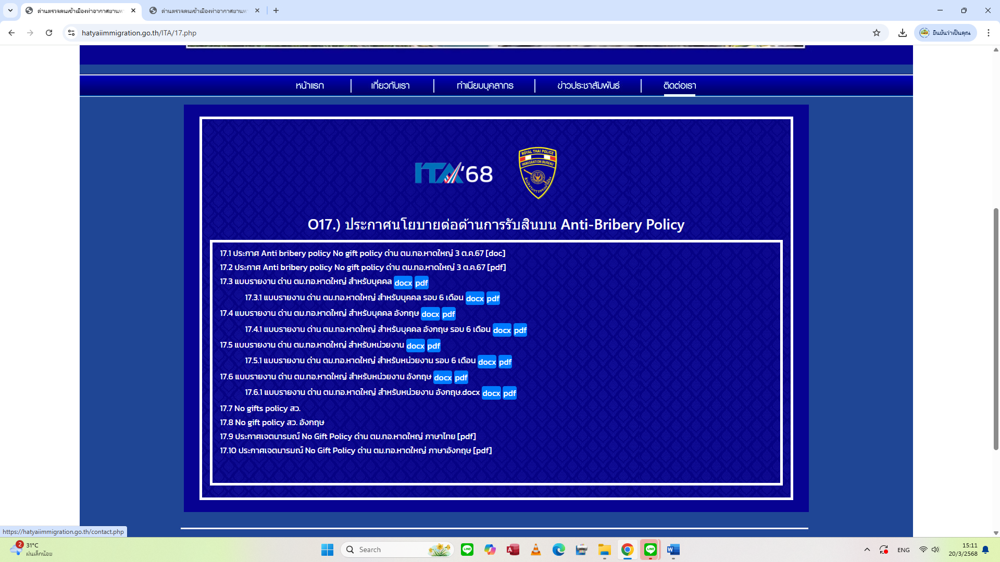 ด่านตรวจคนเข้าเมืองท่าอากาศยานห
ด่านตรวจคนเข้าเมืองท่าอากาศยานห
hatyaiimmigration.go.th/ITA/17.php
ยืนยันว่าเป็นคุณ
หน้าแรก
เกี่ยวกับเรา
ทำเนียบบุคลากร
ข่าวประชาสัมพันธ์
ติดต่อเรา
ITA'68
ROYAL THAI POLICE
IMMIGRATION BUREAU
สำนักงานตรวจคนเข้าเมือง
O17.) ประกาศนโยบายต่อต้านการรับสินบน Anti-Bribery Policy
17.1 ประกาศ Anti bribery policy No gift policy ด่าน ตม.ทอ.หาดใหญ่ 3 ต.ค.67 [doc]
17.2 ประกาศ Anti bribery policy No gift policy ด่าน ตม.ทอ.หาดใหญ่ 3 ต.ค.67 [pdf]
17.3 แบบรายงาน ด่าน ตม.ทอ.หาดใหญ่ สำหรับบุคคล docx pdf
17.3.1 แบบรายงาน ด่าน ตม.ทอ.หาดใหญ่ สำหรับบุคคล รอบ 6 เดือน docx pdf
17.4 แบบรายงาน ด่าน ตม.ทอ.หาดใหญ่ สำหรับบุคคล อังกฤษ docx pdf
17.4.1 แบบรายงาน ด่าน ตม.ทอ.หาดใหญ่ สำหรับบุคคล อังกฤษ รอบ 6 เดือน docx pdf
17.5 แบบรายงาน ด่าน ตม.ทอ.หาดใหญ่ สำหรับหน่วยงาน docx pdf
17.5.1 แบบรายงาน ด่าน ตม.ทอ.หาดใหญ่ สำหรับหน่วยงาน รอบ 6 เดือน docx pdf
17.6 แบบรายงาน ด่าน ตม.ทอ.หาดใหญ่ สำหรับหน่วยงาน อังกฤษ docx pdf
17.6.1 แบบรายงาน ด่าน ตม.ทอ.หาดใหญ่ สำหรับหน่วยงาน อังกฤษ.docx docx pdf
17.7 No gifts policy สว.
17.8 No gift policy สว. อังกฤษ
17.9 ประกาศเจตนารมณ์ No Gift Policy ด่าน ตม.ทอ.หาดใหญ่ ภาษาไทย [pdf]
17.10 ประกาศเจตนารมณ์ No Gift Policy ด่าน ตม.ทอ.หาดใหญ่ ภาษาอังกฤษ [pdf]
https://hatyaiimmigration.go.th/contact.php
2
31°C
ฝนเล็กน้อย
Search
ENG
15:11
20/3/2568